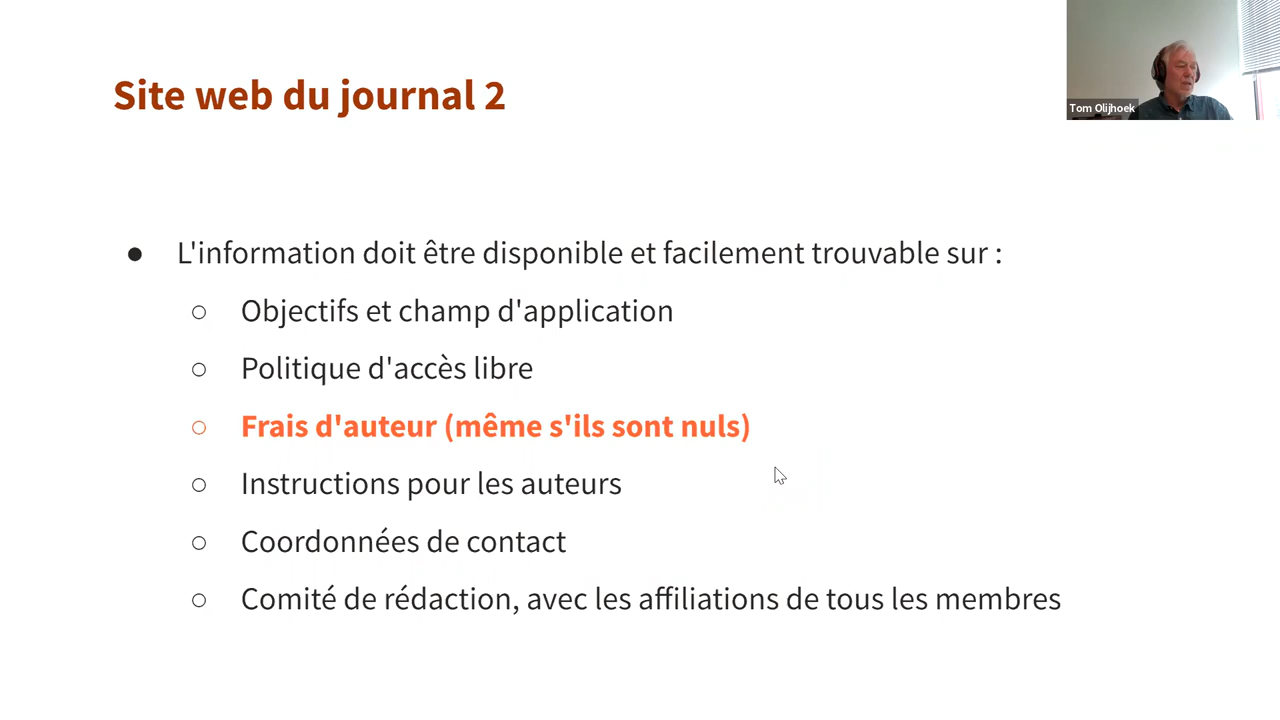 Site web du journal 2
Tom Olijhoek
● L'information doit être disponible et facilement trouvable sur :
○ Objectifs et champ d'application
○ Politique d'accès libre
○ Frais d'auteur (même s'ils sont nuls)
○ Instructions pour les auteurs
○ Coordonnées de contact
○ Comité de rédaction, avec les affiliations de tous les membres